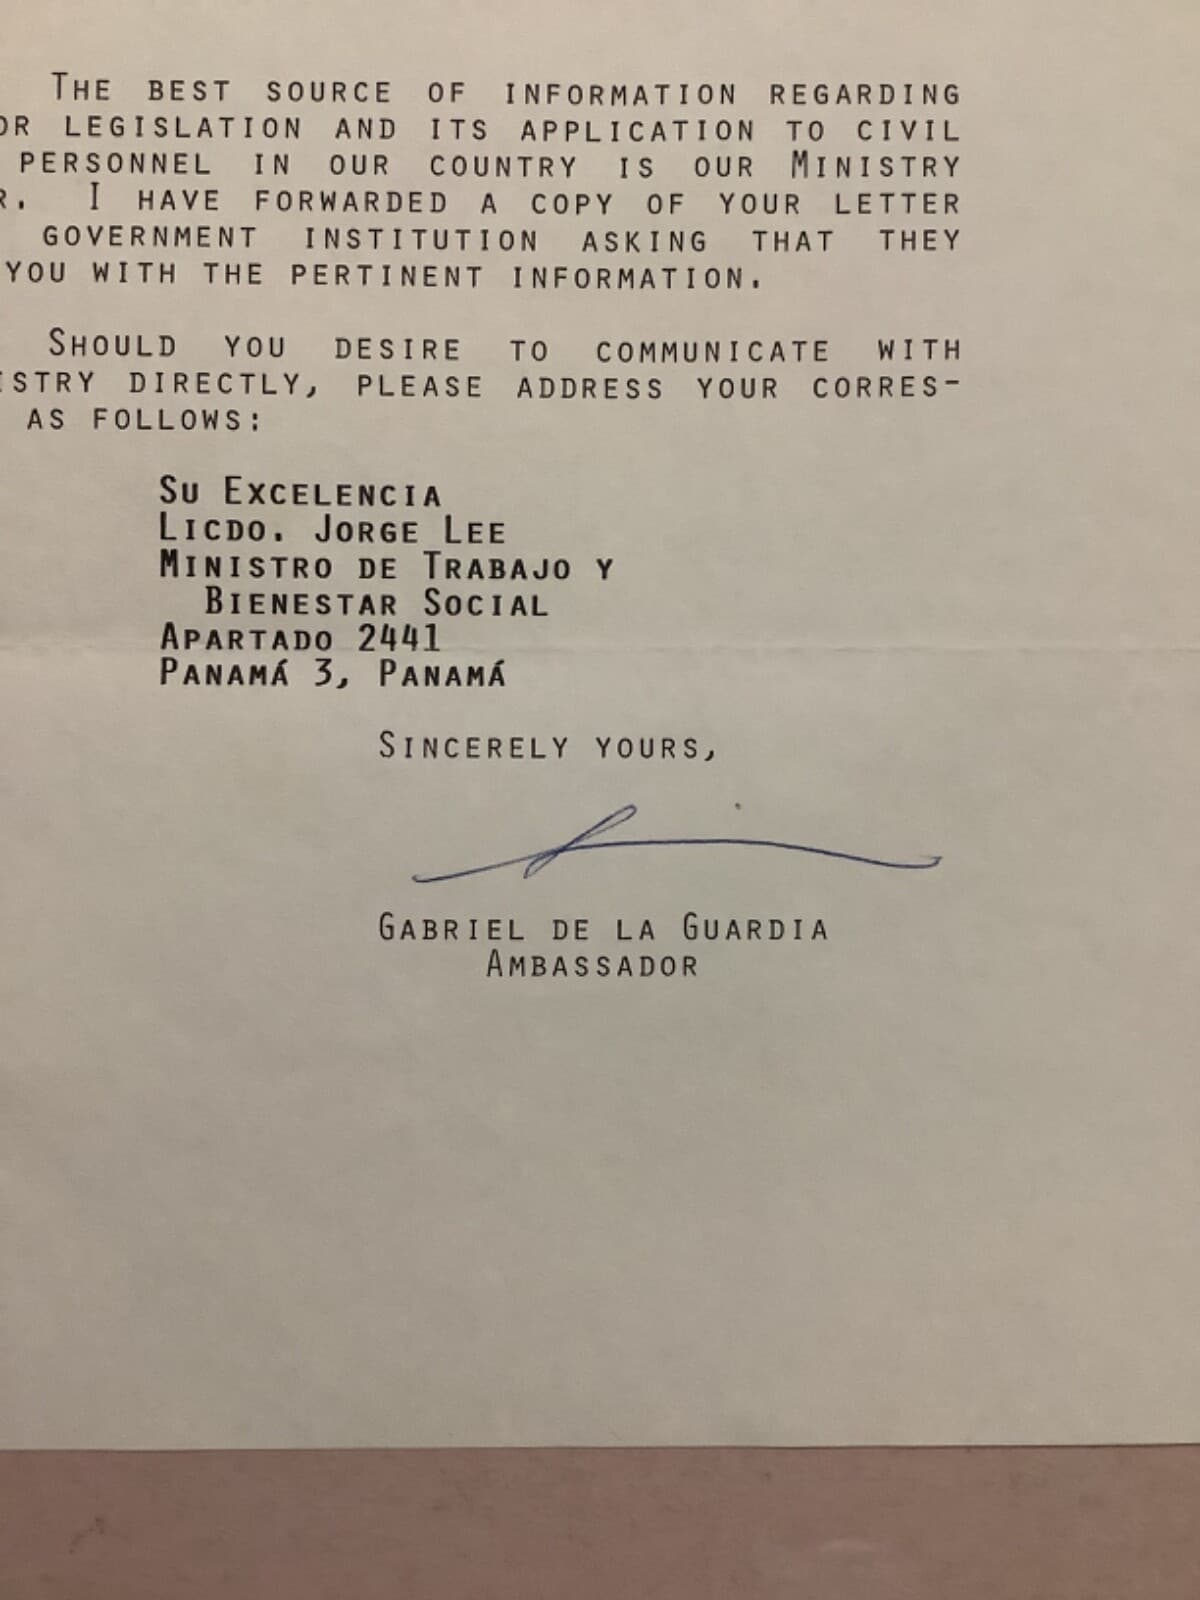 The best source of information regarding
or legislation and its application to civil
personnel in our country is our Ministry
r. I have forwarded a copy of your letter
government institution asking that they
you with the pertinent information.
Should you desire to communicate with
istry directly, please address your corres-
as follows:
Su Excelencia
Licdo. Jorge Lee
Ministro de Trabajo y
Bienestar Social
Apartado 2441
Panamá 3, Panamá
Sincerely yours,
Gabriel de la Guardia
Ambassador